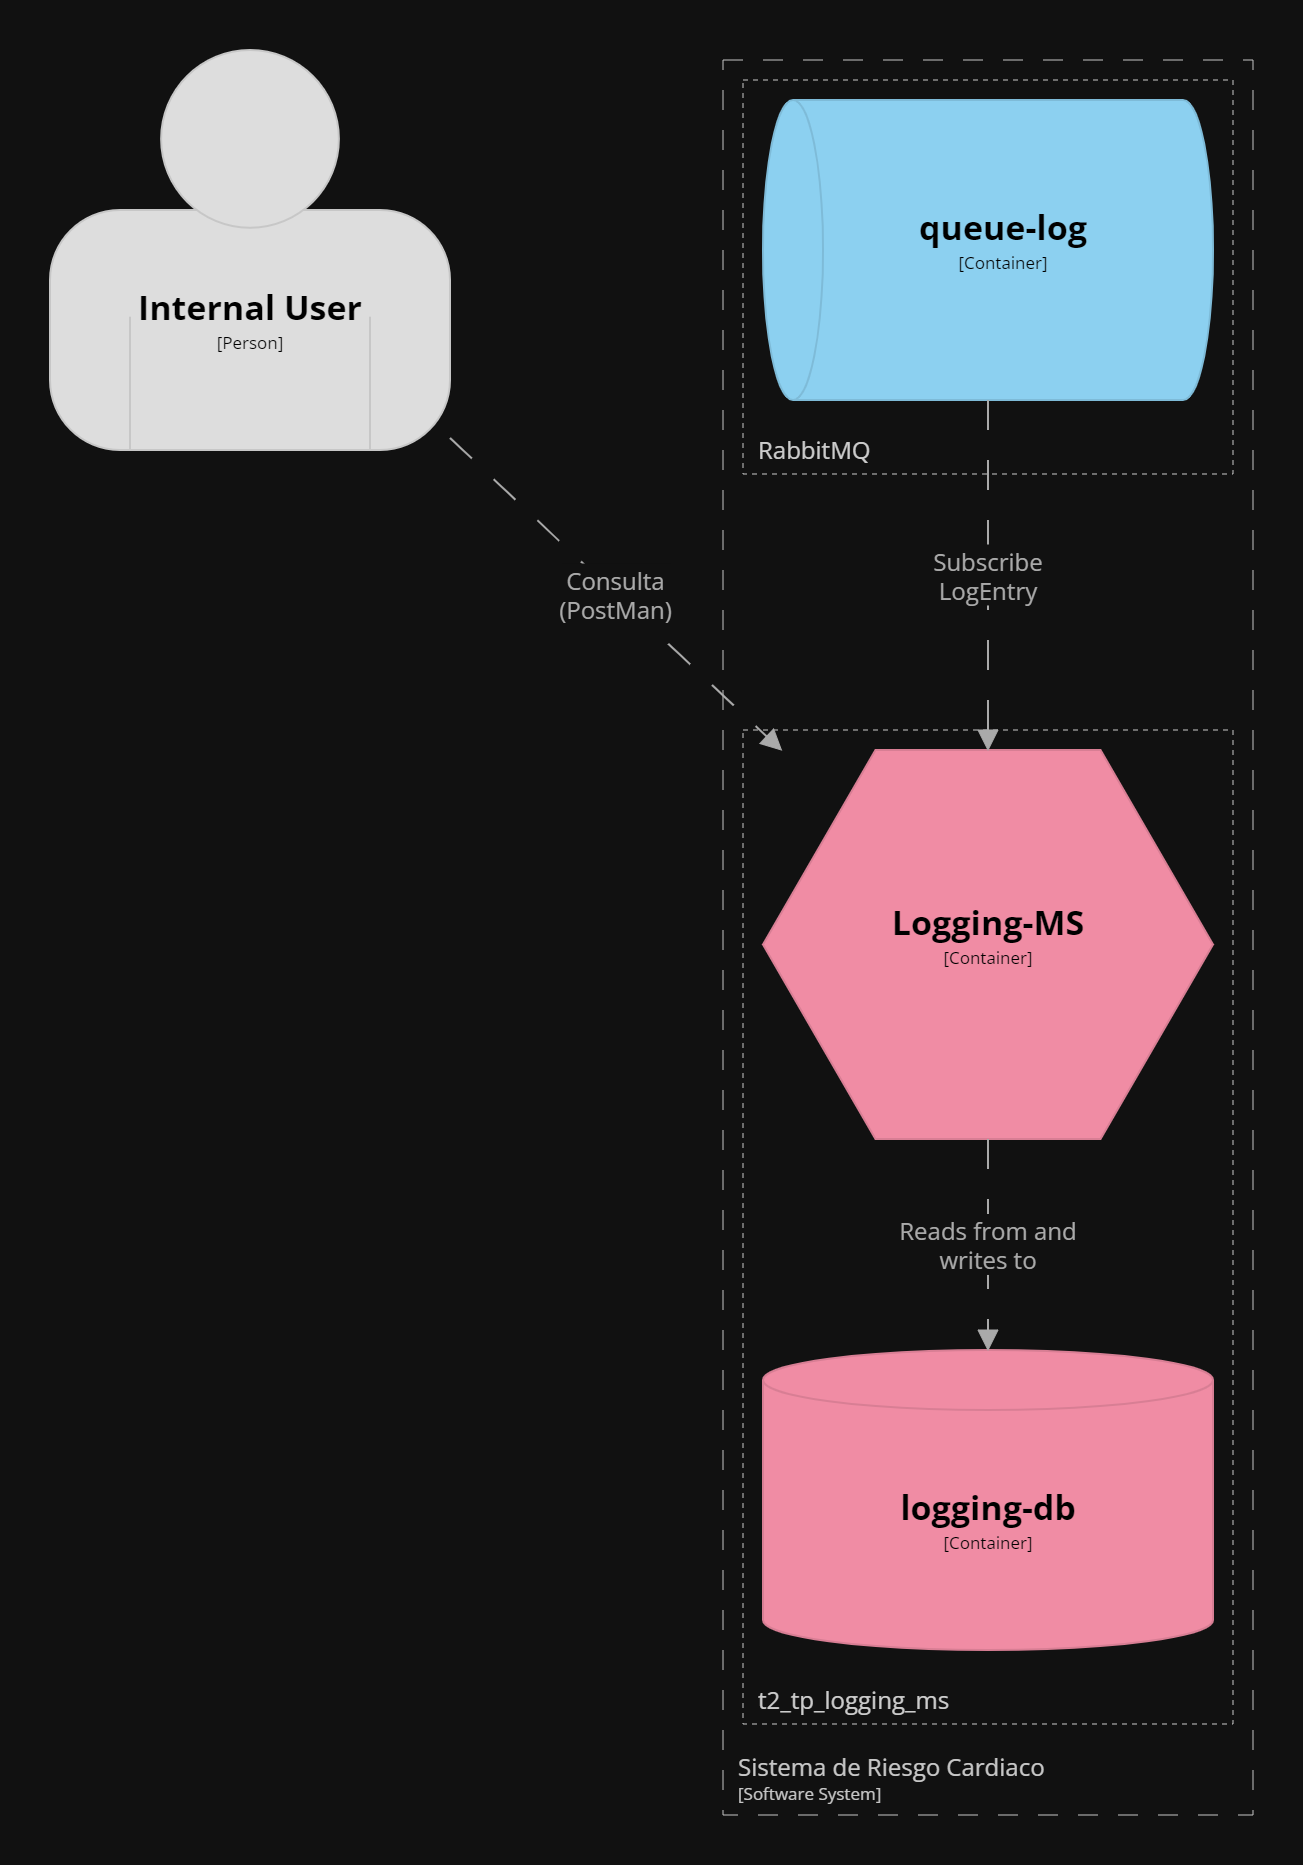 Internal User
[Person]
queue-log
[Container]
RabbitMQ
Subscribe
LogEntry
Consulta
(PostMan)
Logging-MS
[Container]
Reads from and
writes to
logging-db
[Container]
t2_tp_logging_ms
Sistema de Riesgo Cardiaco
[Software System]